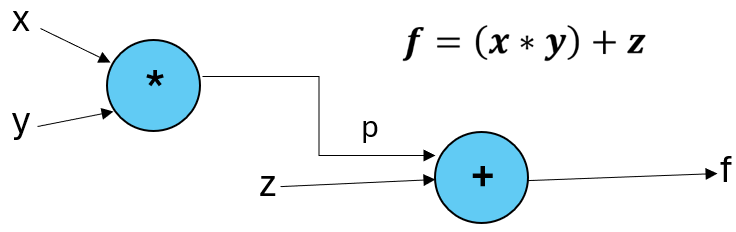 x
f = (x * y) + z
*
y
p
z
+
f